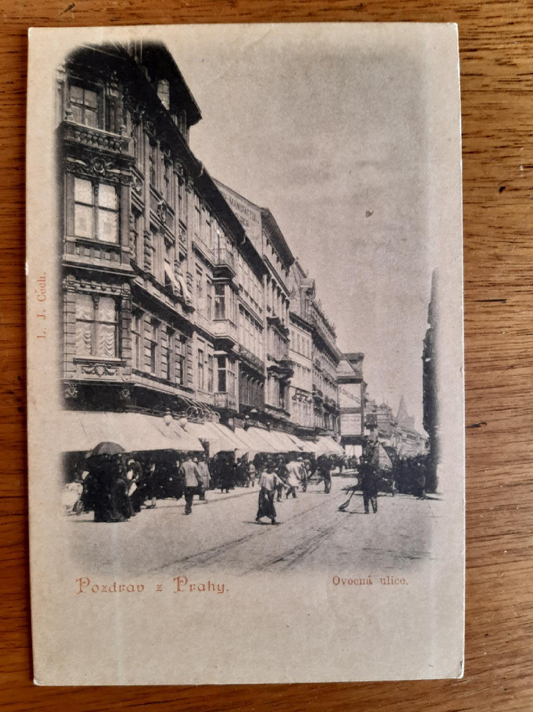 L. J. Čech.
Pozdrav z Prahy.
Ovocná ulice.